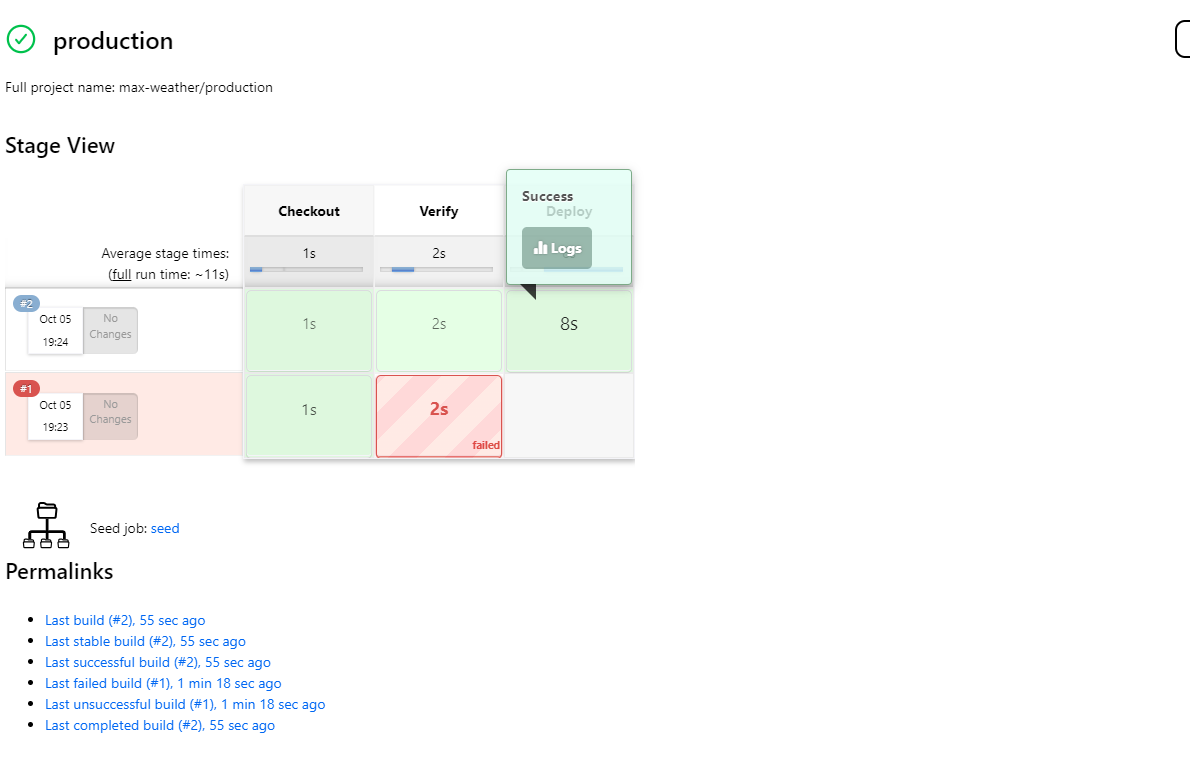 production
Full project name: max-weather/production
Stage View
Success
Checkout
Verify
Deploy
Logs
Average stage times:
1s
2s
(full run time: ~11s)
#2
Oct 05
No
19:24
Changes
1s
2s
8s
#1
Oct 05
No
19:23
Changes
1s
2s
failed
Seed job: seed
Permalinks
Last build (#2), 55 sec ago
Last stable build (#2), 55 sec ago
Last successful build (#2), 55 sec ago
Last failed build (#1), 1 min 18 sec ago
Last unsuccessful build (#1), 1 min 18 sec ago
Last completed build (#2), 55 sec ago